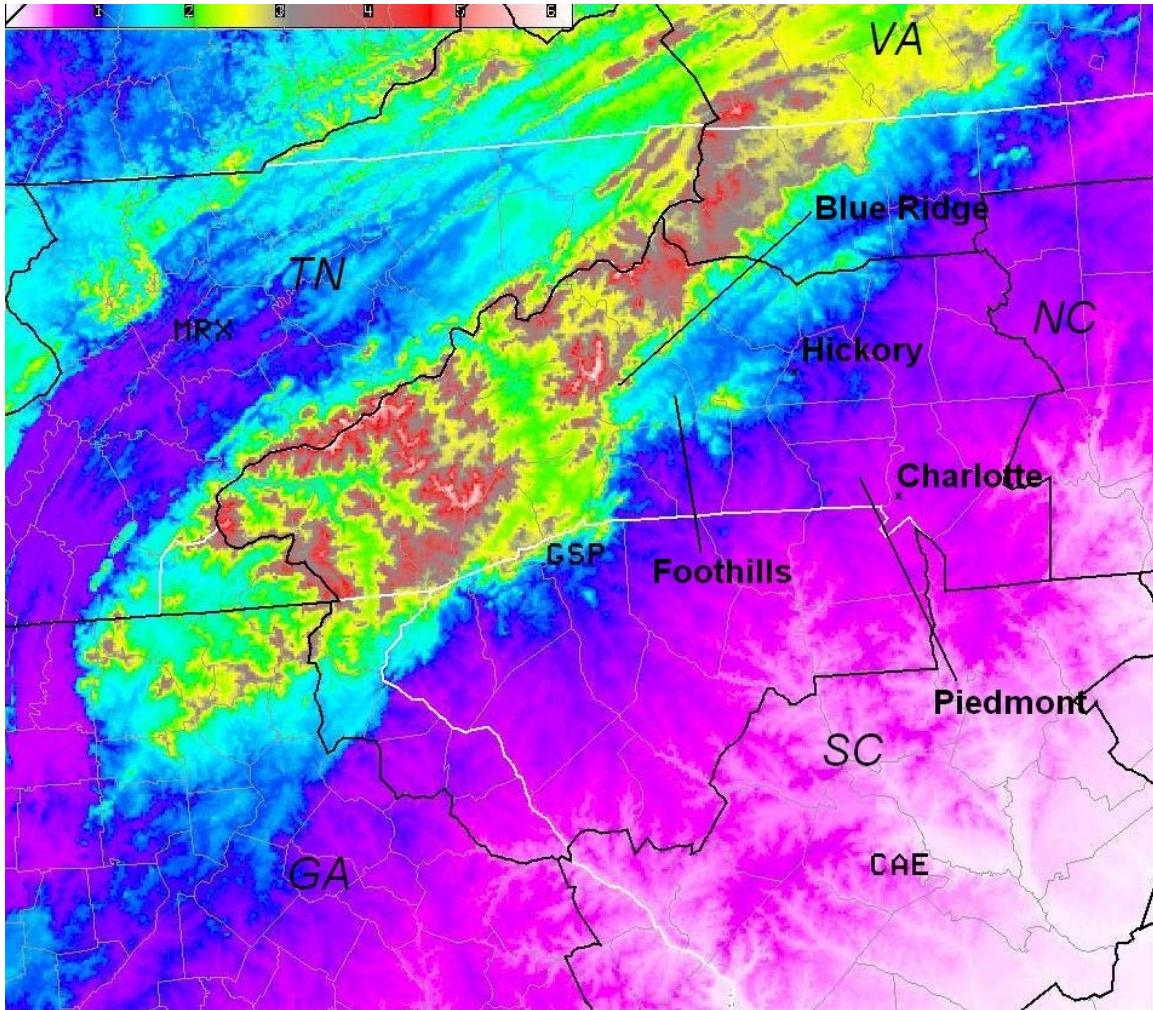 1 2 3 4 5 6
VA
Blue Ridge
TN
NC
MRX
Hickory
Charlotte
GSP
Foothills
Piedmont
SC
GA
CAE